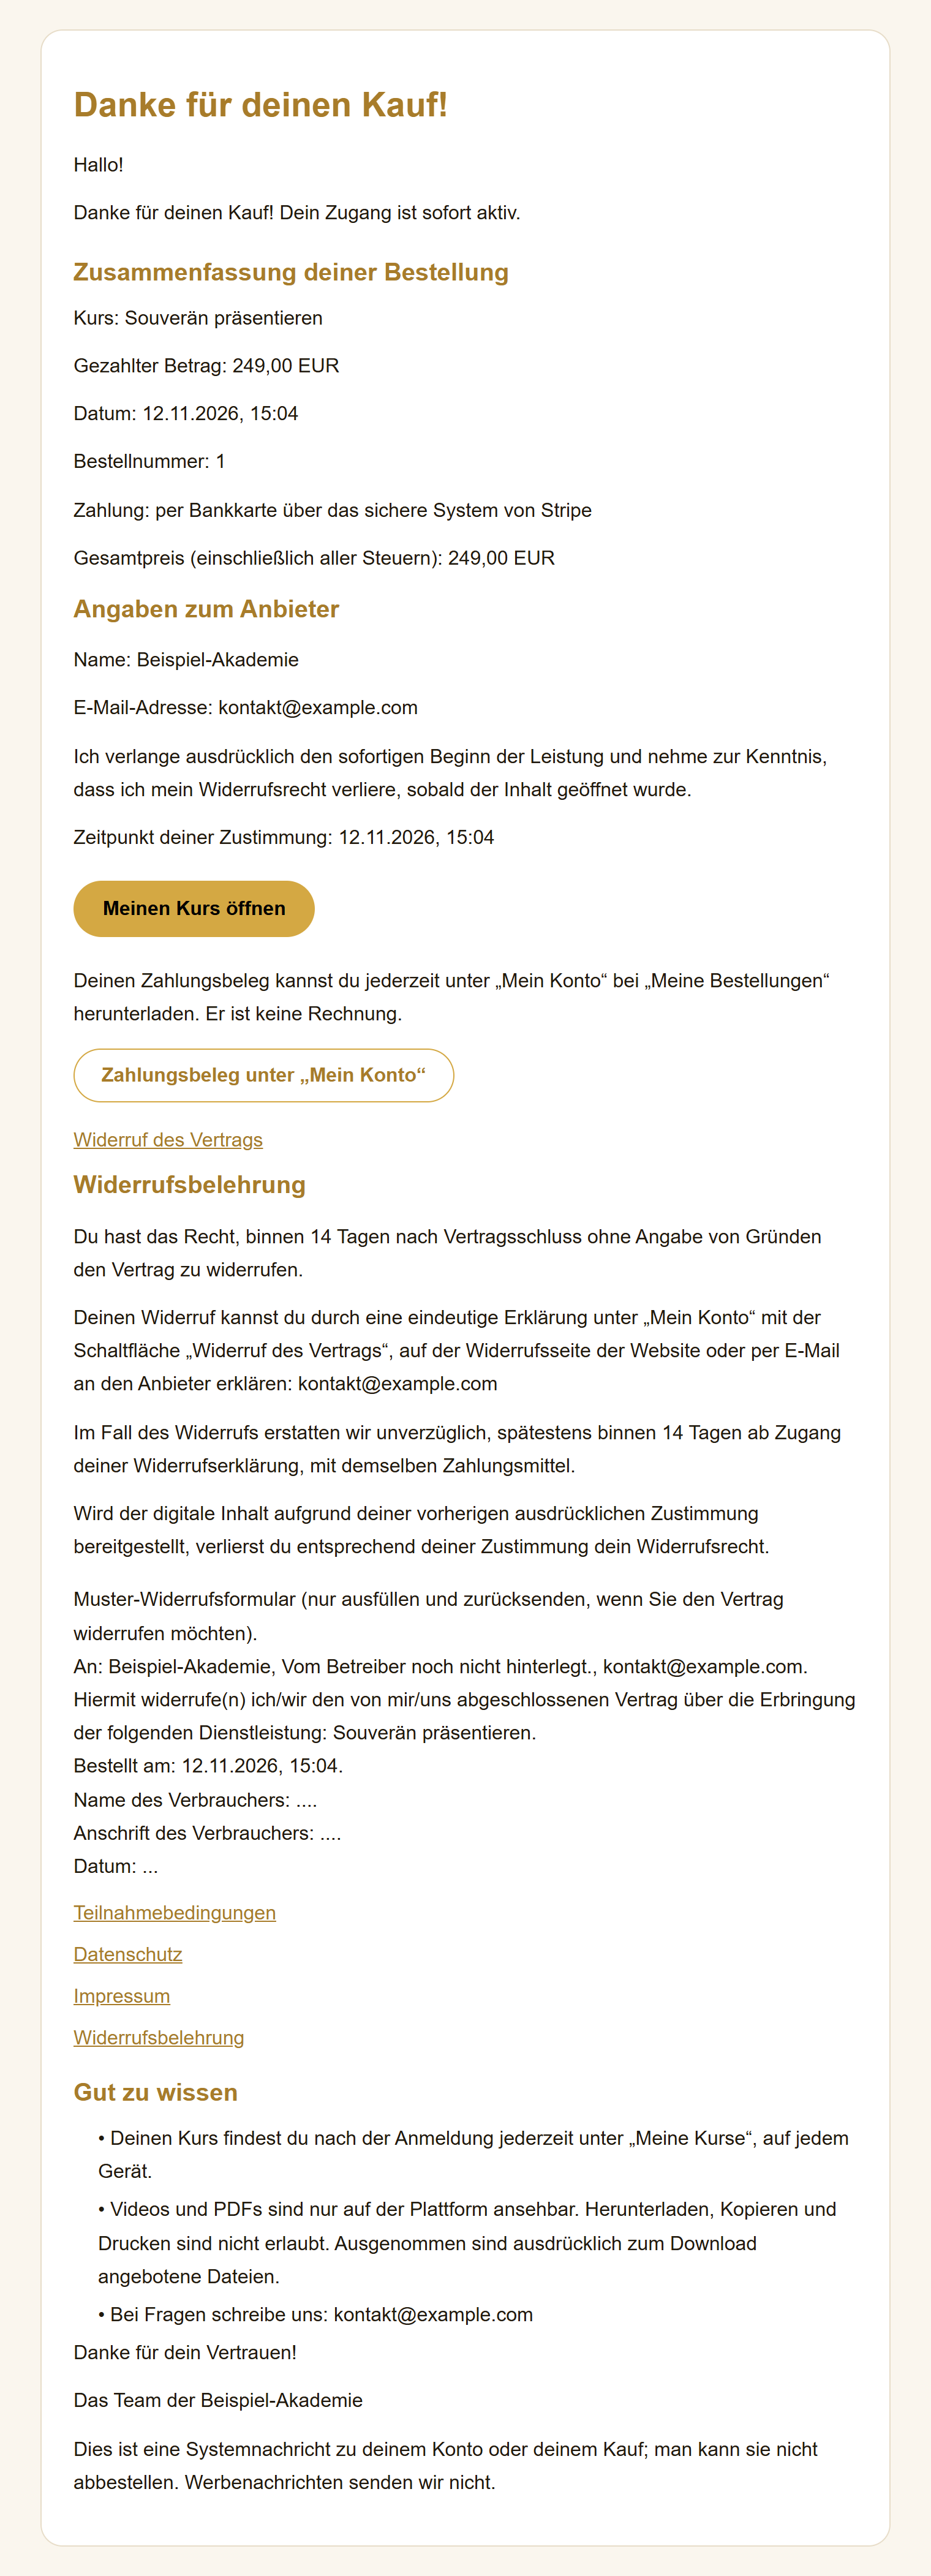 Danke für deinen Kauf!
Hallo!
Danke für deinen Kauf! Dein Zugang ist sofort aktiv.
Zusammenfassung deiner Bestellung
Kurs: Souverän präsentieren
Gezahlter Betrag: 249,00 EUR
Datum: 12.11.2026, 15:04
Bestellnummer: 1
Zahlung: per Bankkarte über das sichere System von Stripe
Gesamtpreis (einschließlich aller Steuern): 249,00 EUR
Angaben zum Anbieter
Name: Beispiel-Akademie
E-Mail-Adresse: kontakt@example.com
Ich verlange ausdrücklich den sofortigen Beginn der Leistung und nehme zur Kenntnis,
dass ich mein Widerrufsrecht verliere, sobald der Inhalt geöffnet wurde.
Zeitpunkt deiner Zustimmung: 12.11.2026, 15:04
Meinen Kurs öffnen
Deinen Zahlungsbeleg kannst du jederzeit unter „Mein Konto“ bei „Meine Bestellungen“
herunterladen. Er ist keine Rechnung.
Zahlungsbeleg unter „Mein Konto“
Widerruf des Vertrags
Widerrufsbelehrung
Du hast das Recht, binnen 14 Tagen nach Vertragsschluss ohne Angabe von Gründen
den Vertrag zu widerrufen.
Deinen Widerruf kannst du durch eine eindeutige Erklärung unter „Mein Konto“ mit der
Schaltfläche „Widerruf des Vertrags“, auf der Widerrufsseite der Website oder per E-Mail
an den Anbieter erklären: kontakt@example.com
Im Fall des Widerrufs erstatten wir unverzüglich, spätestens binnen 14 Tagen ab Zugang
deiner Widerrufserklärung, mit demselben Zahlungsmittel.
Wird der digitale Inhalt aufgrund deiner vorherigen ausdrücklichen Zustimmung
bereitgestellt, verlierst du entsprechend deiner Zustimmung dein Widerrufsrecht.
Muster-Widerrufsformular (nur ausfüllen und zurücksenden, wenn Sie den Vertrag
widerrufen möchten).
An: Beispiel-Akademie, Vom Betreiber noch nicht hinterlegt., kontakt@example.com.
Hiermit widerrufe(n) ich/wir den von mir/uns abgeschlossenen Vertrag über die Erbringung
der folgenden Dienstleistung: Souverän präsentieren.
Bestellt am: 12.11.2026, 15:04.
Name des Verbrauchers: ....
Anschrift des Verbrauchers: ....
Datum: ...
Teilnahmebedingungen
Datenschutz
Impressum
Widerrufsbelehrung
Gut zu wissen
• Deinen Kurs findest du nach der Anmeldung jederzeit unter „Meine Kurse“, auf jedem
Gerät.
• Videos und PDFs sind nur auf der Plattform ansehbar. Herunterladen, Kopieren und
Drucken sind nicht erlaubt. Ausgenommen sind ausdrücklich zum Download
angebotene Dateien.
• Bei Fragen schreibe uns: kontakt@example.com
Danke für dein Vertrauen!
Das Team der Beispiel-Akademie
Dies ist eine Systemnachricht zu deinem Konto oder deinem Kauf; man kann sie nicht
abbestellen. Werbenachrichten senden wir nicht.